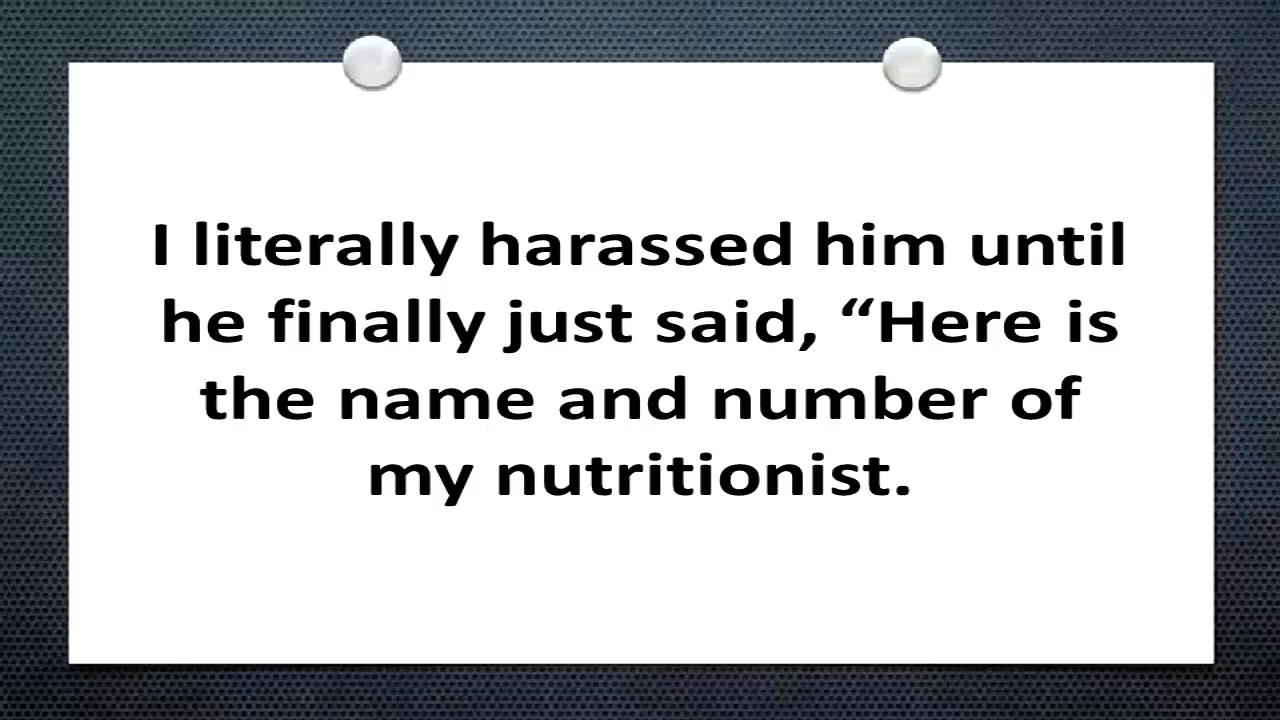 I literally harassed him until
he finally just said, “Here is
the name and number of
my nutritionist.